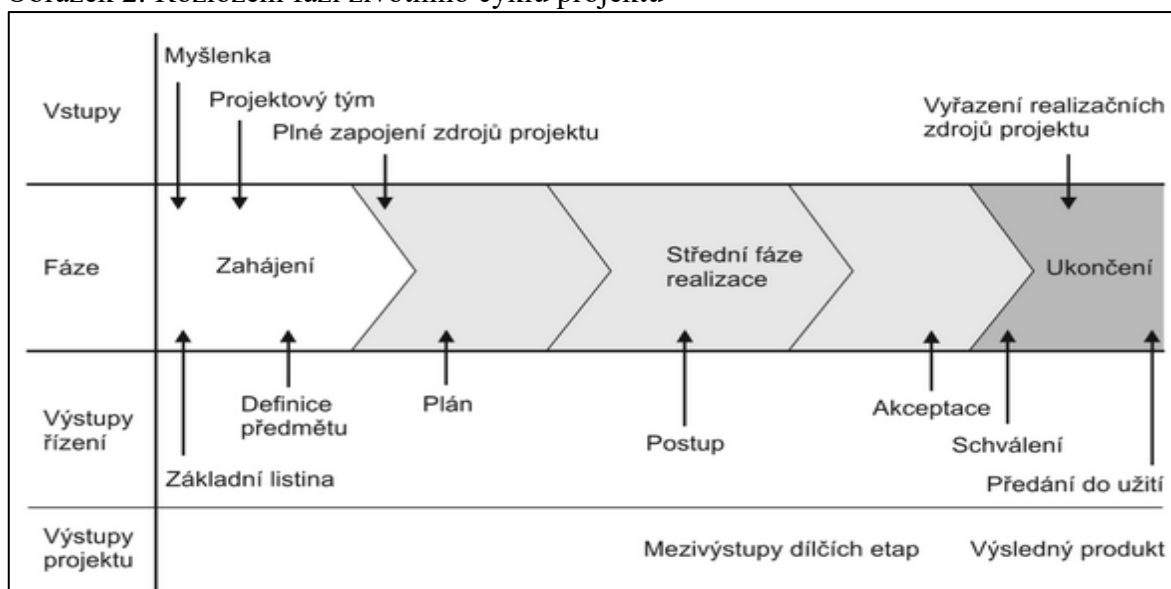 Obrázek 2: Rozložení fází životního cyklu projektu
Myšlenka
Projektový tým
Plné zapojení zdrojů projektu
Vyřazení realizačních
zdrojů projektu
Vstupy
Fáze
Zahájení
Střední fáze
realizace
Ukončení
Výstupy
řízení
Definice
předmětu
Plán
Postup
Akceptace
Schválení
Základní listina
Předání do užití
Výstupy
projektu
Mezivýstupy dílčích etap
Výsledný produkt